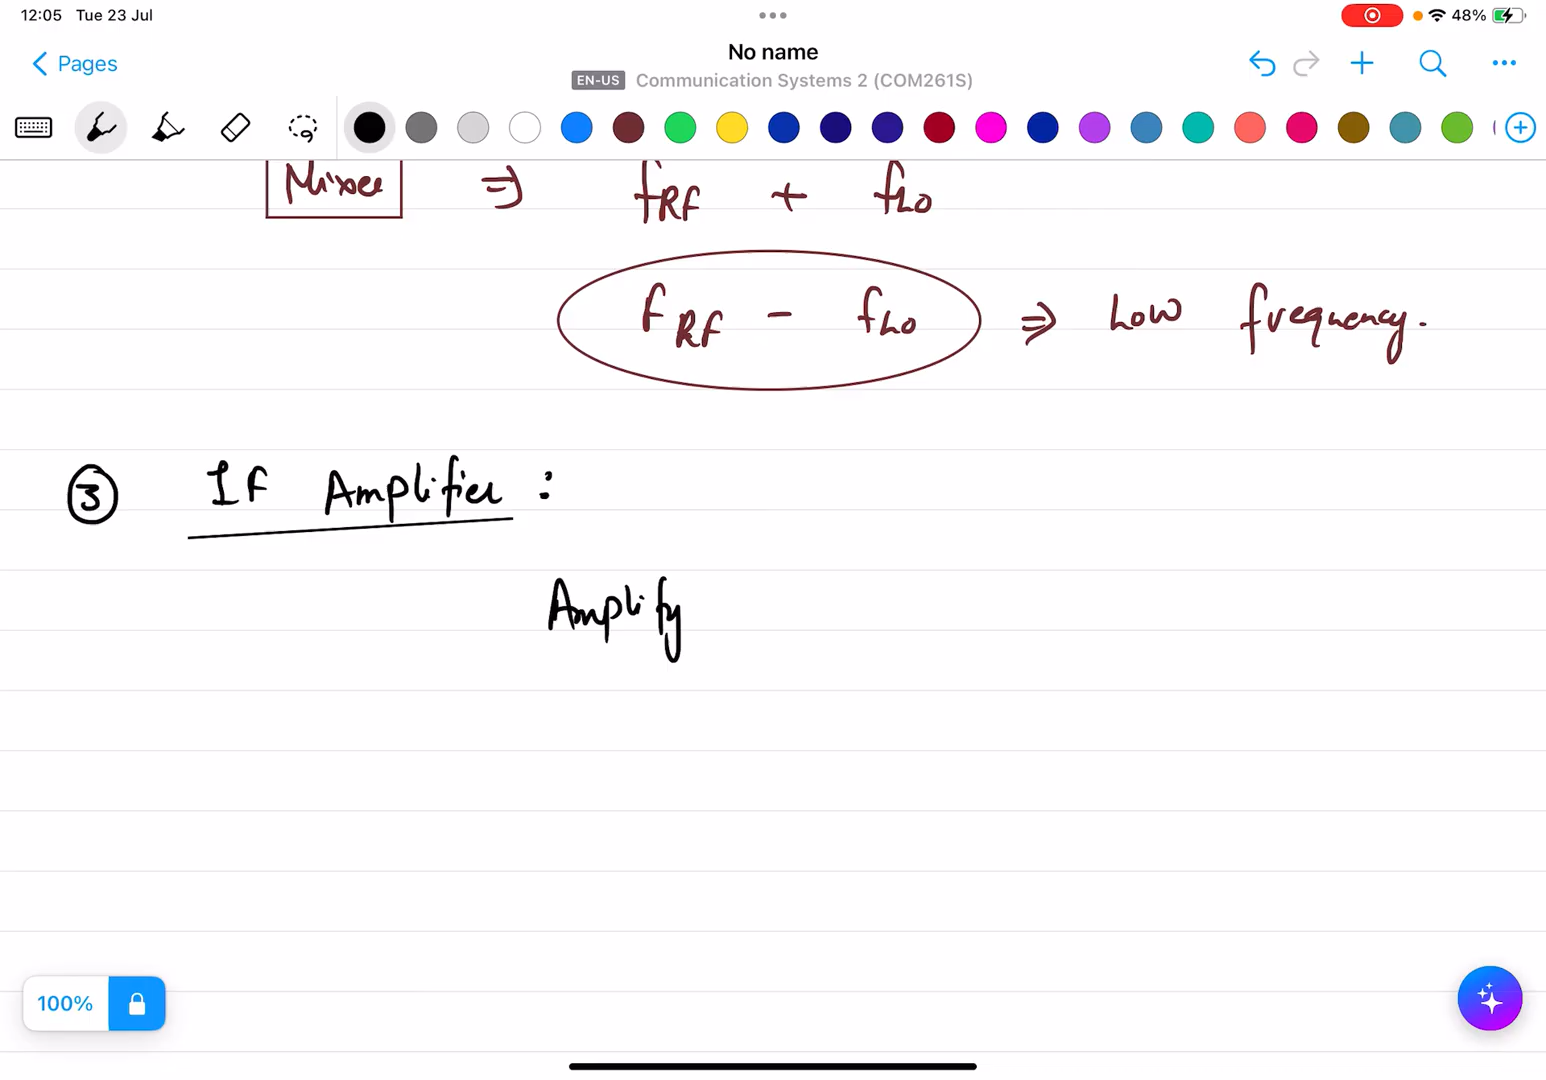 12:05 Tue 23 Jul
48%
Pages
No name
EN-US Communication Systems 2 (COM261S)
Mixer ⇒ fRF + fLo
fRF - fLo ⇒ Low frequency.
③ IF Amplifier :
Amplify
100%